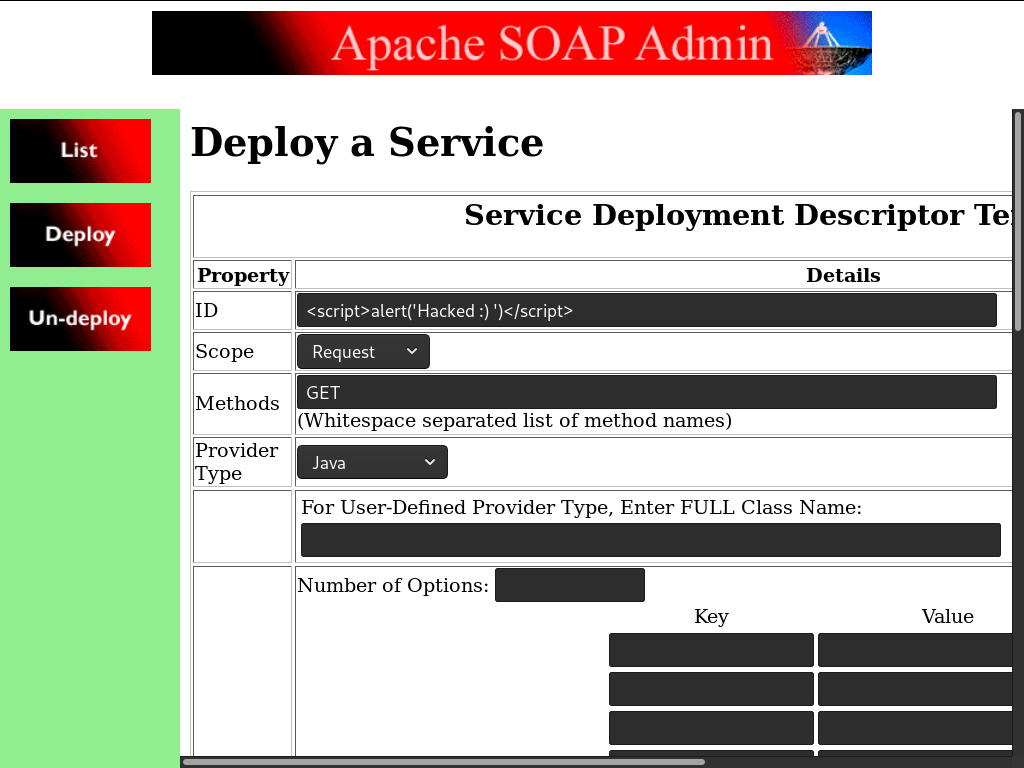 Apache SOAP Admin
List
Deploy
Un-deploy
Deploy a Service
Service Deployment Descriptor
Property Details
ID <script>alert('Hacked :) ')</script>
Scope Request
Methods GET
(Whitespace separated list of method names)
Provider Type Java
For User-Defined Provider Type, Enter FULL Class Name:
Number of Options:
Key Value